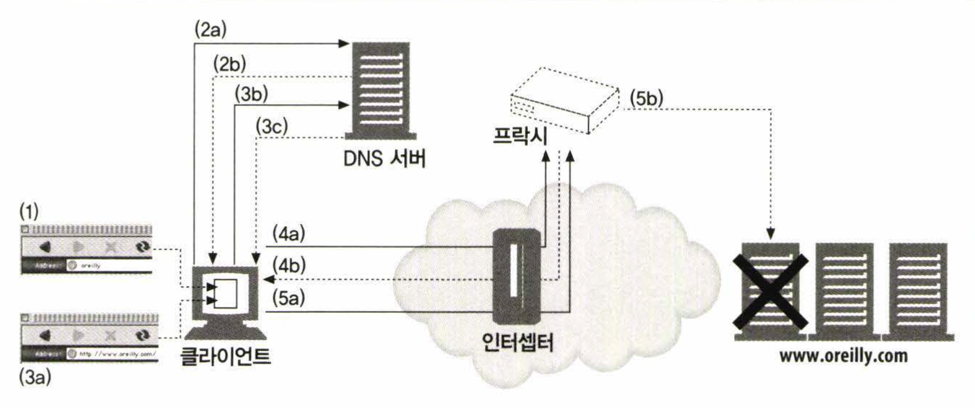 (2a)
(2b)
(3b)
(3c)
DNS 서버
(5b)
프락시
(1)
Address: oreilly
(4a)
(4b)
(5a)
Address: http://www.oreilly.com/
(3a)
클라이언트
인터셉터
www.oreilly.com